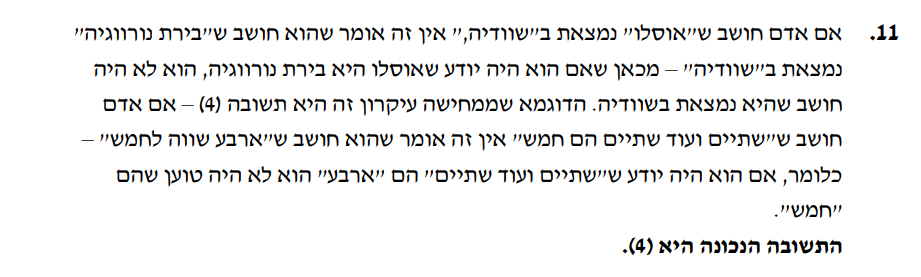 11. אם אדם חושב ש״אוסלו״ נמצאת ב״שוודיה,״ אין זה אומר שהוא חושב ש״בירת נורווגיה״
נמצאת ב״שוודיה״ – מכאן שאם הוא היה יודע שאוסלו היא בירת נורווגיה, הוא לא היה
חושב שהיא נמצאת בשוודיה. הדוגמא שממחישה עיקרון זה היא תשובה (4) – אם אדם
חושב ש״שתיים ועוד שתיים הם חמש״ אין זה אומר שהוא חושב ש״ארבע שווה לחמש״ –
כלומר, אם הוא היה יודע ש״שתיים ועוד שתיים״ הם ״ארבע״ הוא לא היה טוען שהם
״חמש״.
התשובה הנכונה היא (4).